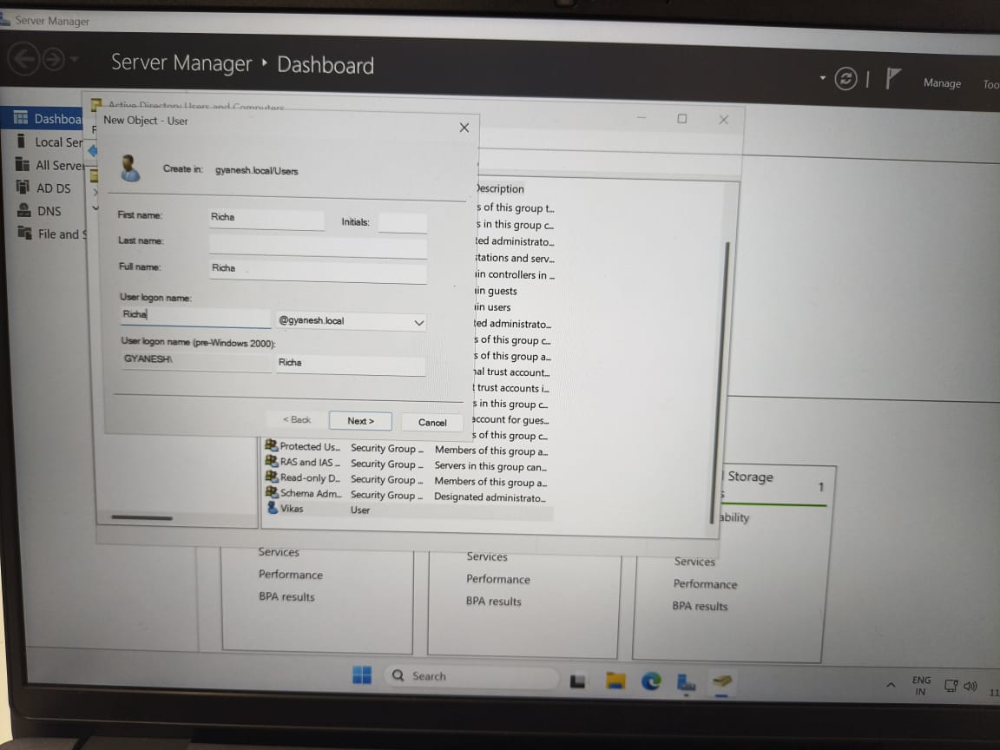 Server Manager
Server Manager ‣ Dashboard
Manage
Active Directory Users and Computers
New Object - User
Create in: gyanesh.local/Users
First name: Richa Initials:
Last name:
Full name: Richa
User logon name:
Richa @gyanesh.local
User logon name (pre-Windows 2000):
GYANESH\ Richa
< Back Next > Cancel
Local Ser
All Server
AD DS
DNS
File and S
Description
s of this group t...
s in this group c...
ted administrato...
tations and serv...
in controllers in ...
in guests
in users
ted administrato...
s of this group c...
s of this group a...
nal trust account...
t trust accounts i...
s in this group c...
account for gues...
s of this group c...
Protected Us... Security Group ... Members of this group a...
RAS and IAS ... Security Group ... Servers in this group can...
Read-only D... Security Group ... Members of this group a...
Schema Adm... Security Group ... Designated administrato...
Vikas User
Storage 1
ability
Services
Performance
BPA results
Services
Performance
BPA results
Services
Performance
BPA results
Search
ENG
IN